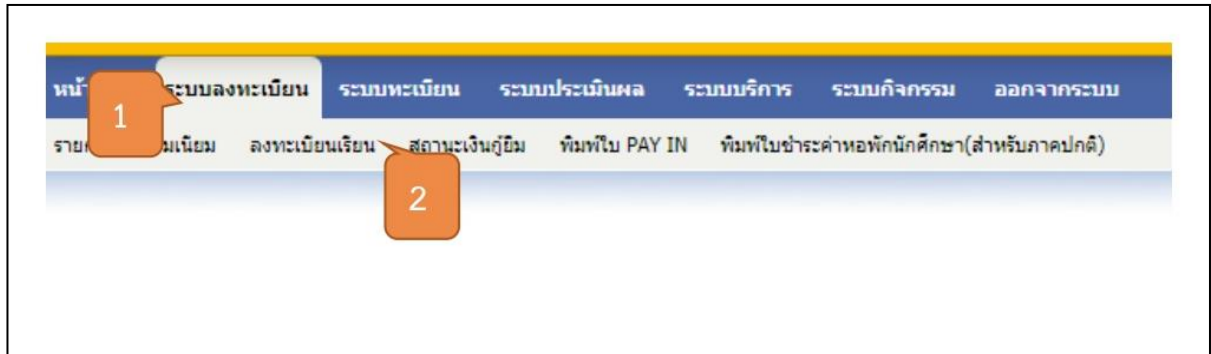 ระบบลงทะเบียน ระบบทะเบียน ระบบประเมินผล ระบบบริการ ระบบกิจกรรม ออกจากระบบ
1
ลงทะเบียนเรียน สถานะเงินกู้ยืม พิมพ์ใบ PAY IN พิมพ์ใบชำระค่าหอพักนักศึกษา(สำหรับภาคปกติ)
2